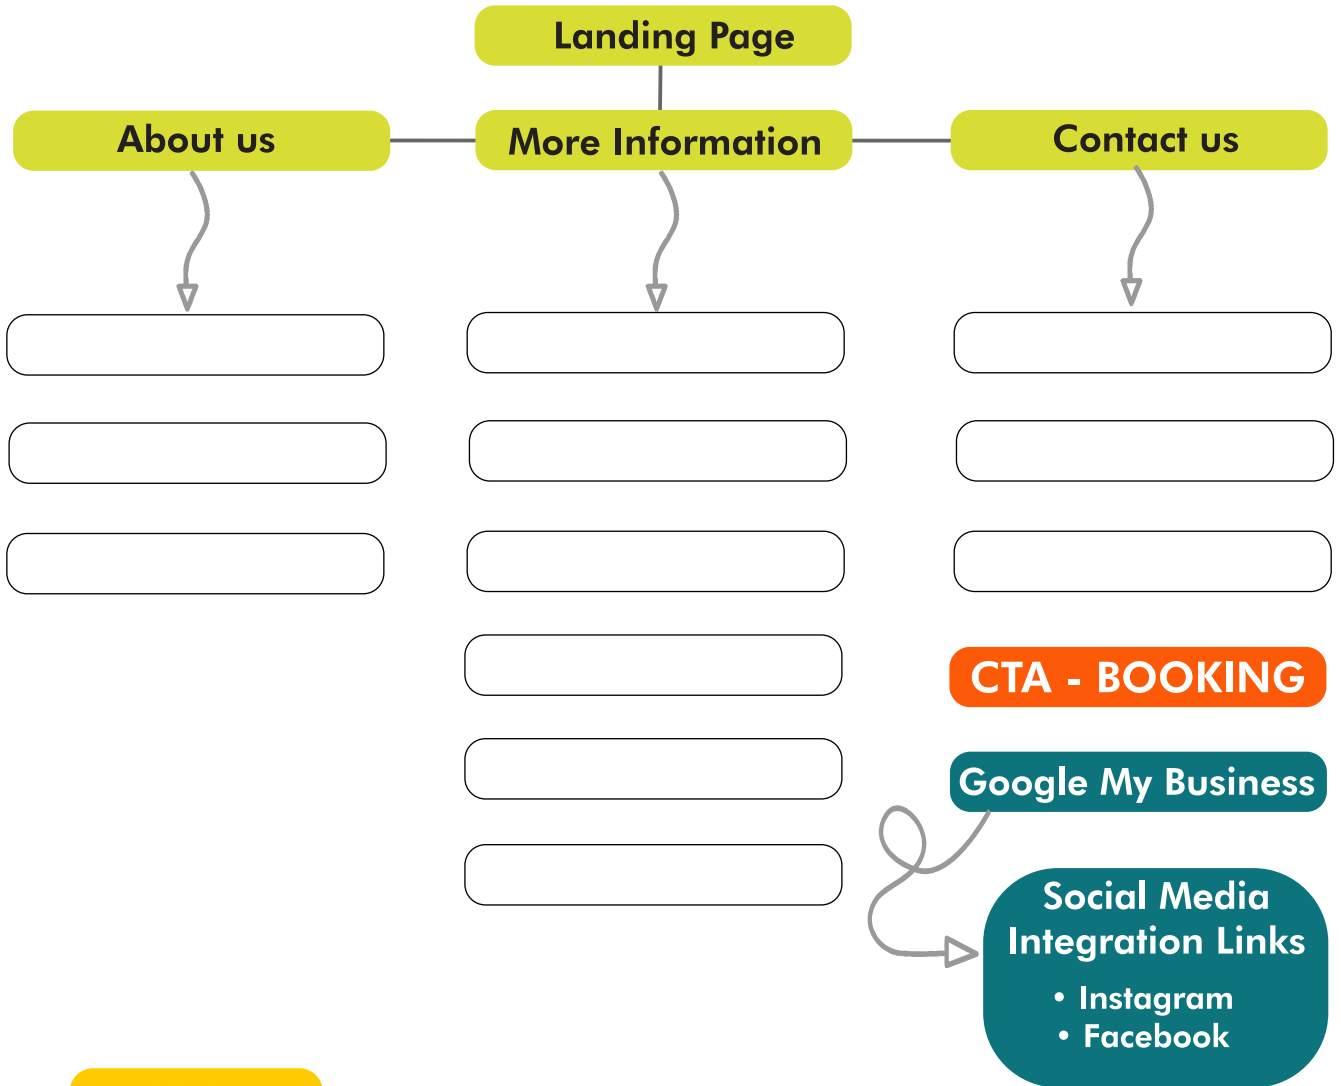 Landing Page
About us
More Information
Contact us
CTA - BOOKING
Google My Business
Social Media
Integration Links
• Instagram
• Facebook